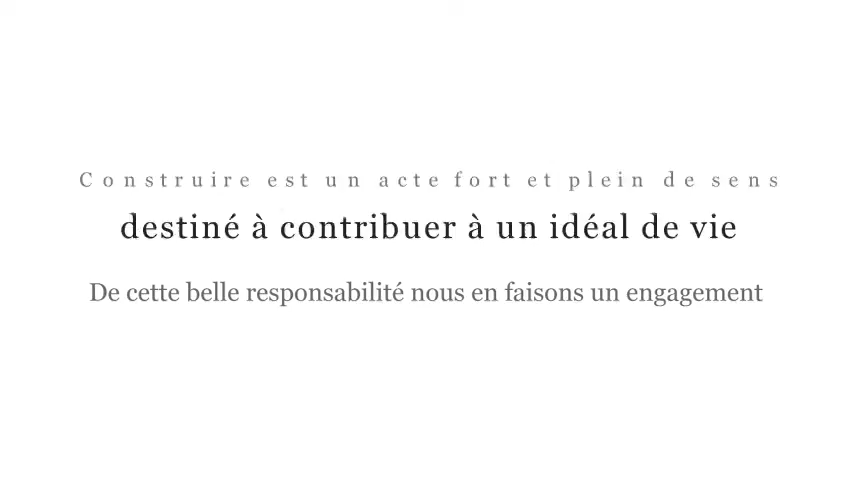 Construire est un acte fort et plein de sens
destiné à contribuer à un idéal de vie
De cette belle responsabilité nous en faisons un engagement